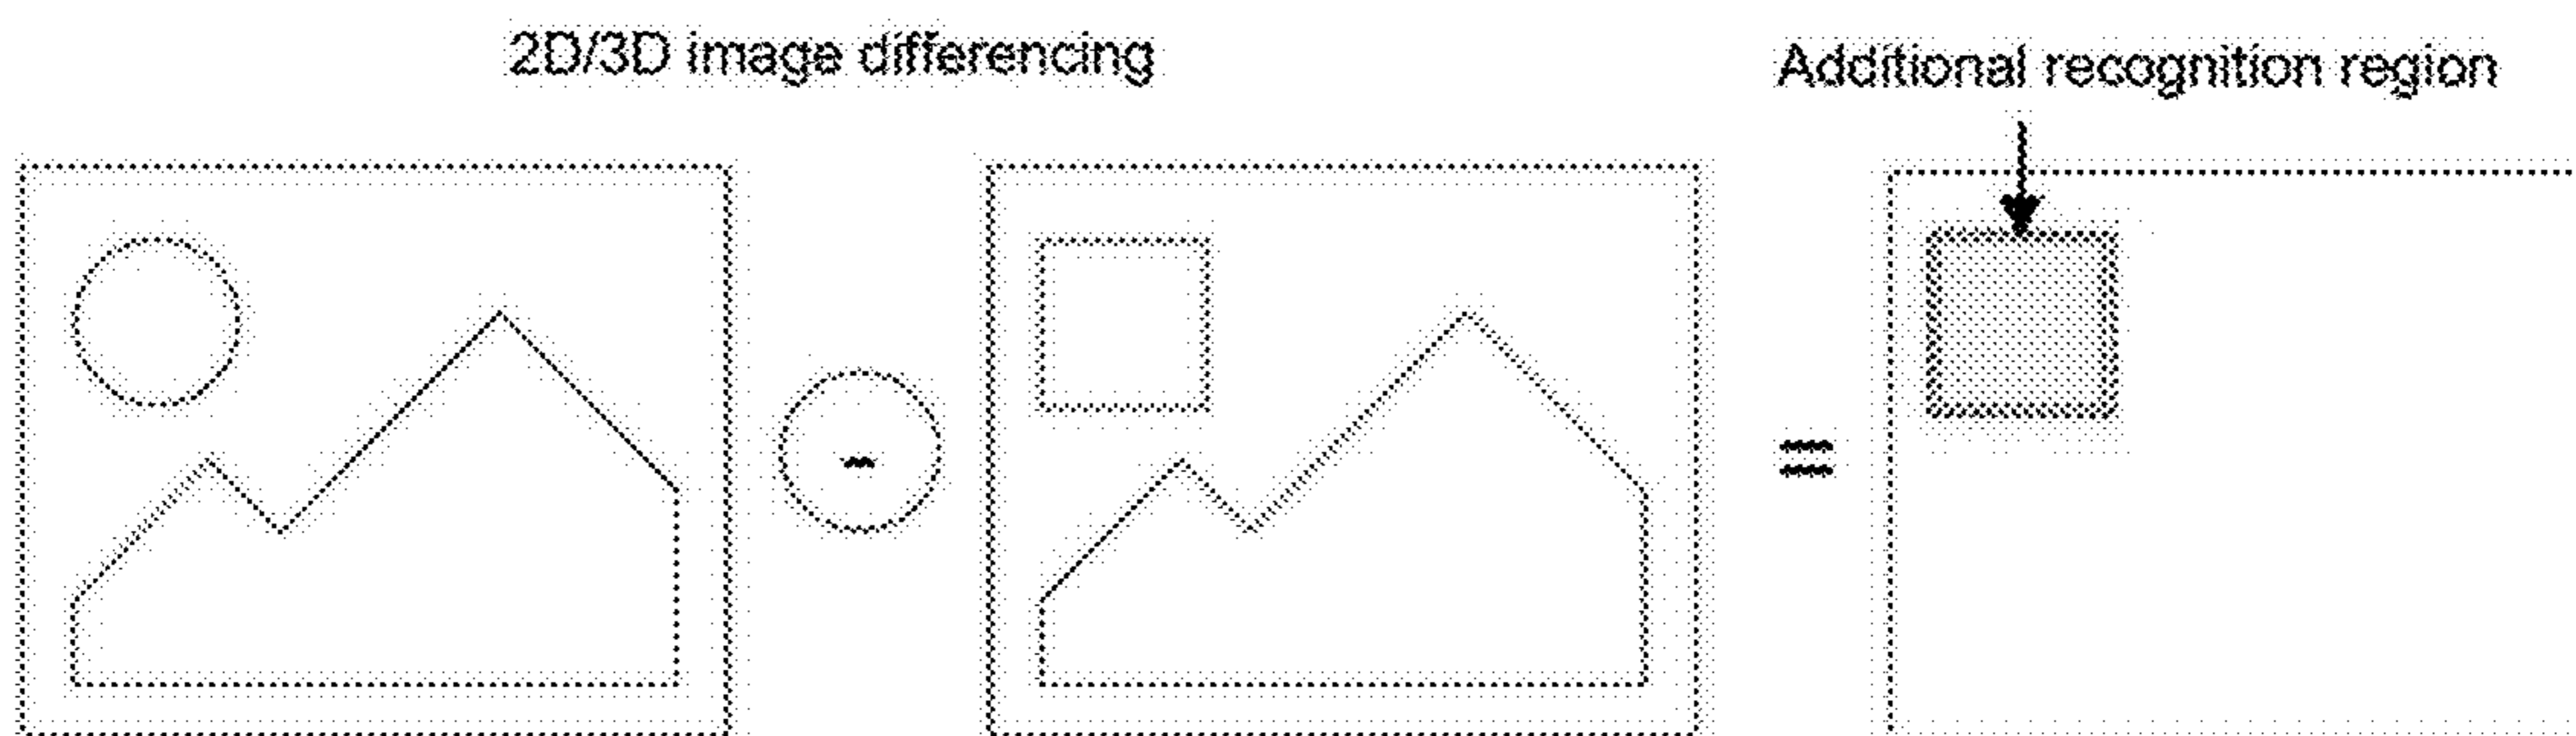 2D/3D image differencing
Additional recognition region
-
=